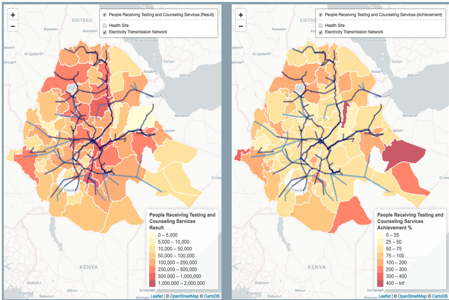 +
−
People Receiving Testing and Counseling Services (Result)
Health Site
Electricity Transmission Network
ERITREA
KENYA
People Receiving Testing and
Counseling Services
Result
0 – 5,000
5,000 – 10,000
10,000 – 50,000
50,000 – 100,000
100,000 – 250,000
250,000 – 500,000
500,000 – 1,000,000
1,000,000 – 2,000,000
Leaflet | © OpenStreetMap © CartoDB
+
−
People Receiving Testing and Counseling Services (Achievement)
Health Site
Electricity Transmission Network
ERITREA
KENYA
People Receiving Testing
and Counseling Services
Achievement %
0 – 25
25 – 50
50 – 75
75 – 100
100 – 200
200 – 300
300 – 400
400 – Inf
Leaflet | © OpenStreetMap © CartoDB